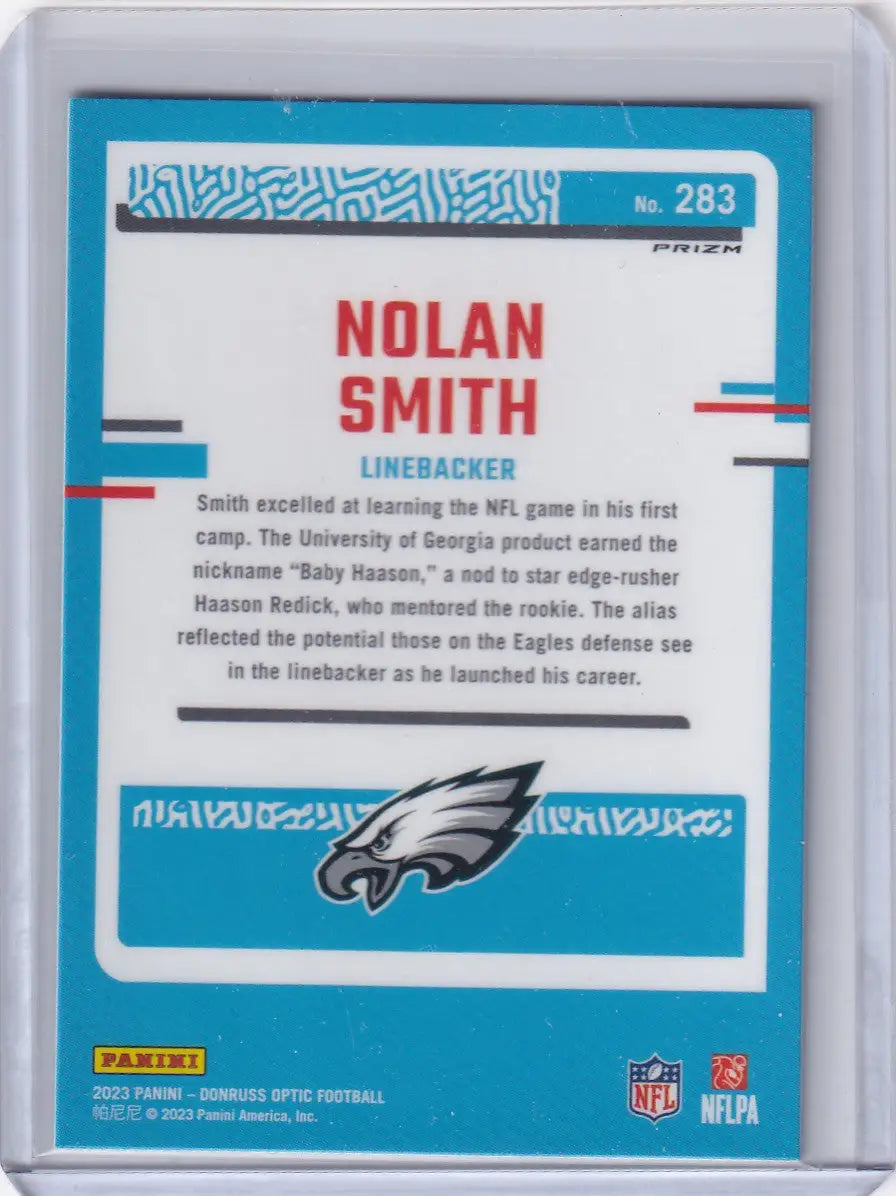 No. 283
PRIZM
NOLAN
SMITH
LINEBACKER
Smith excelled at learning the NFL game in his first
camp. The University of Georgia product earned the
nickname “Baby Haason,” a nod to star edge-rusher
Haason Redick, who mentored the rookie. The alias
reflected the potential those on the Eagles defense see
in the linebacker as he launched his career.
PANINI
2023 PANINI – DONRUSS OPTIC FOOTBALL
帕尼尼 © 2023 Panini America, Inc.
NFL
NFLPA